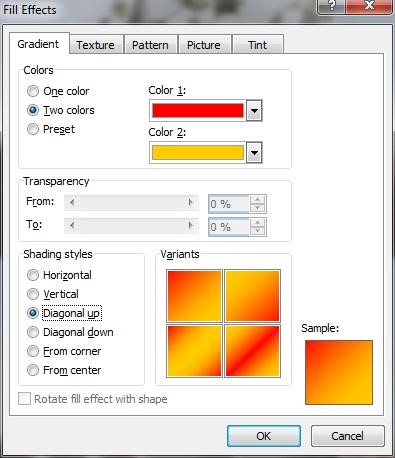 Fill Effects
Gradient Texture Pattern Picture Tint
Colors
One color
Two colors
Preset
Color 1:
Color 2:
Transparency
From: 0 %
To: 0 %
Shading styles
Horizontal
Vertical
Diagonal up
Diagonal down
From corner
From center
Variants
Sample:
Rotate fill effect with shape
OK Cancel